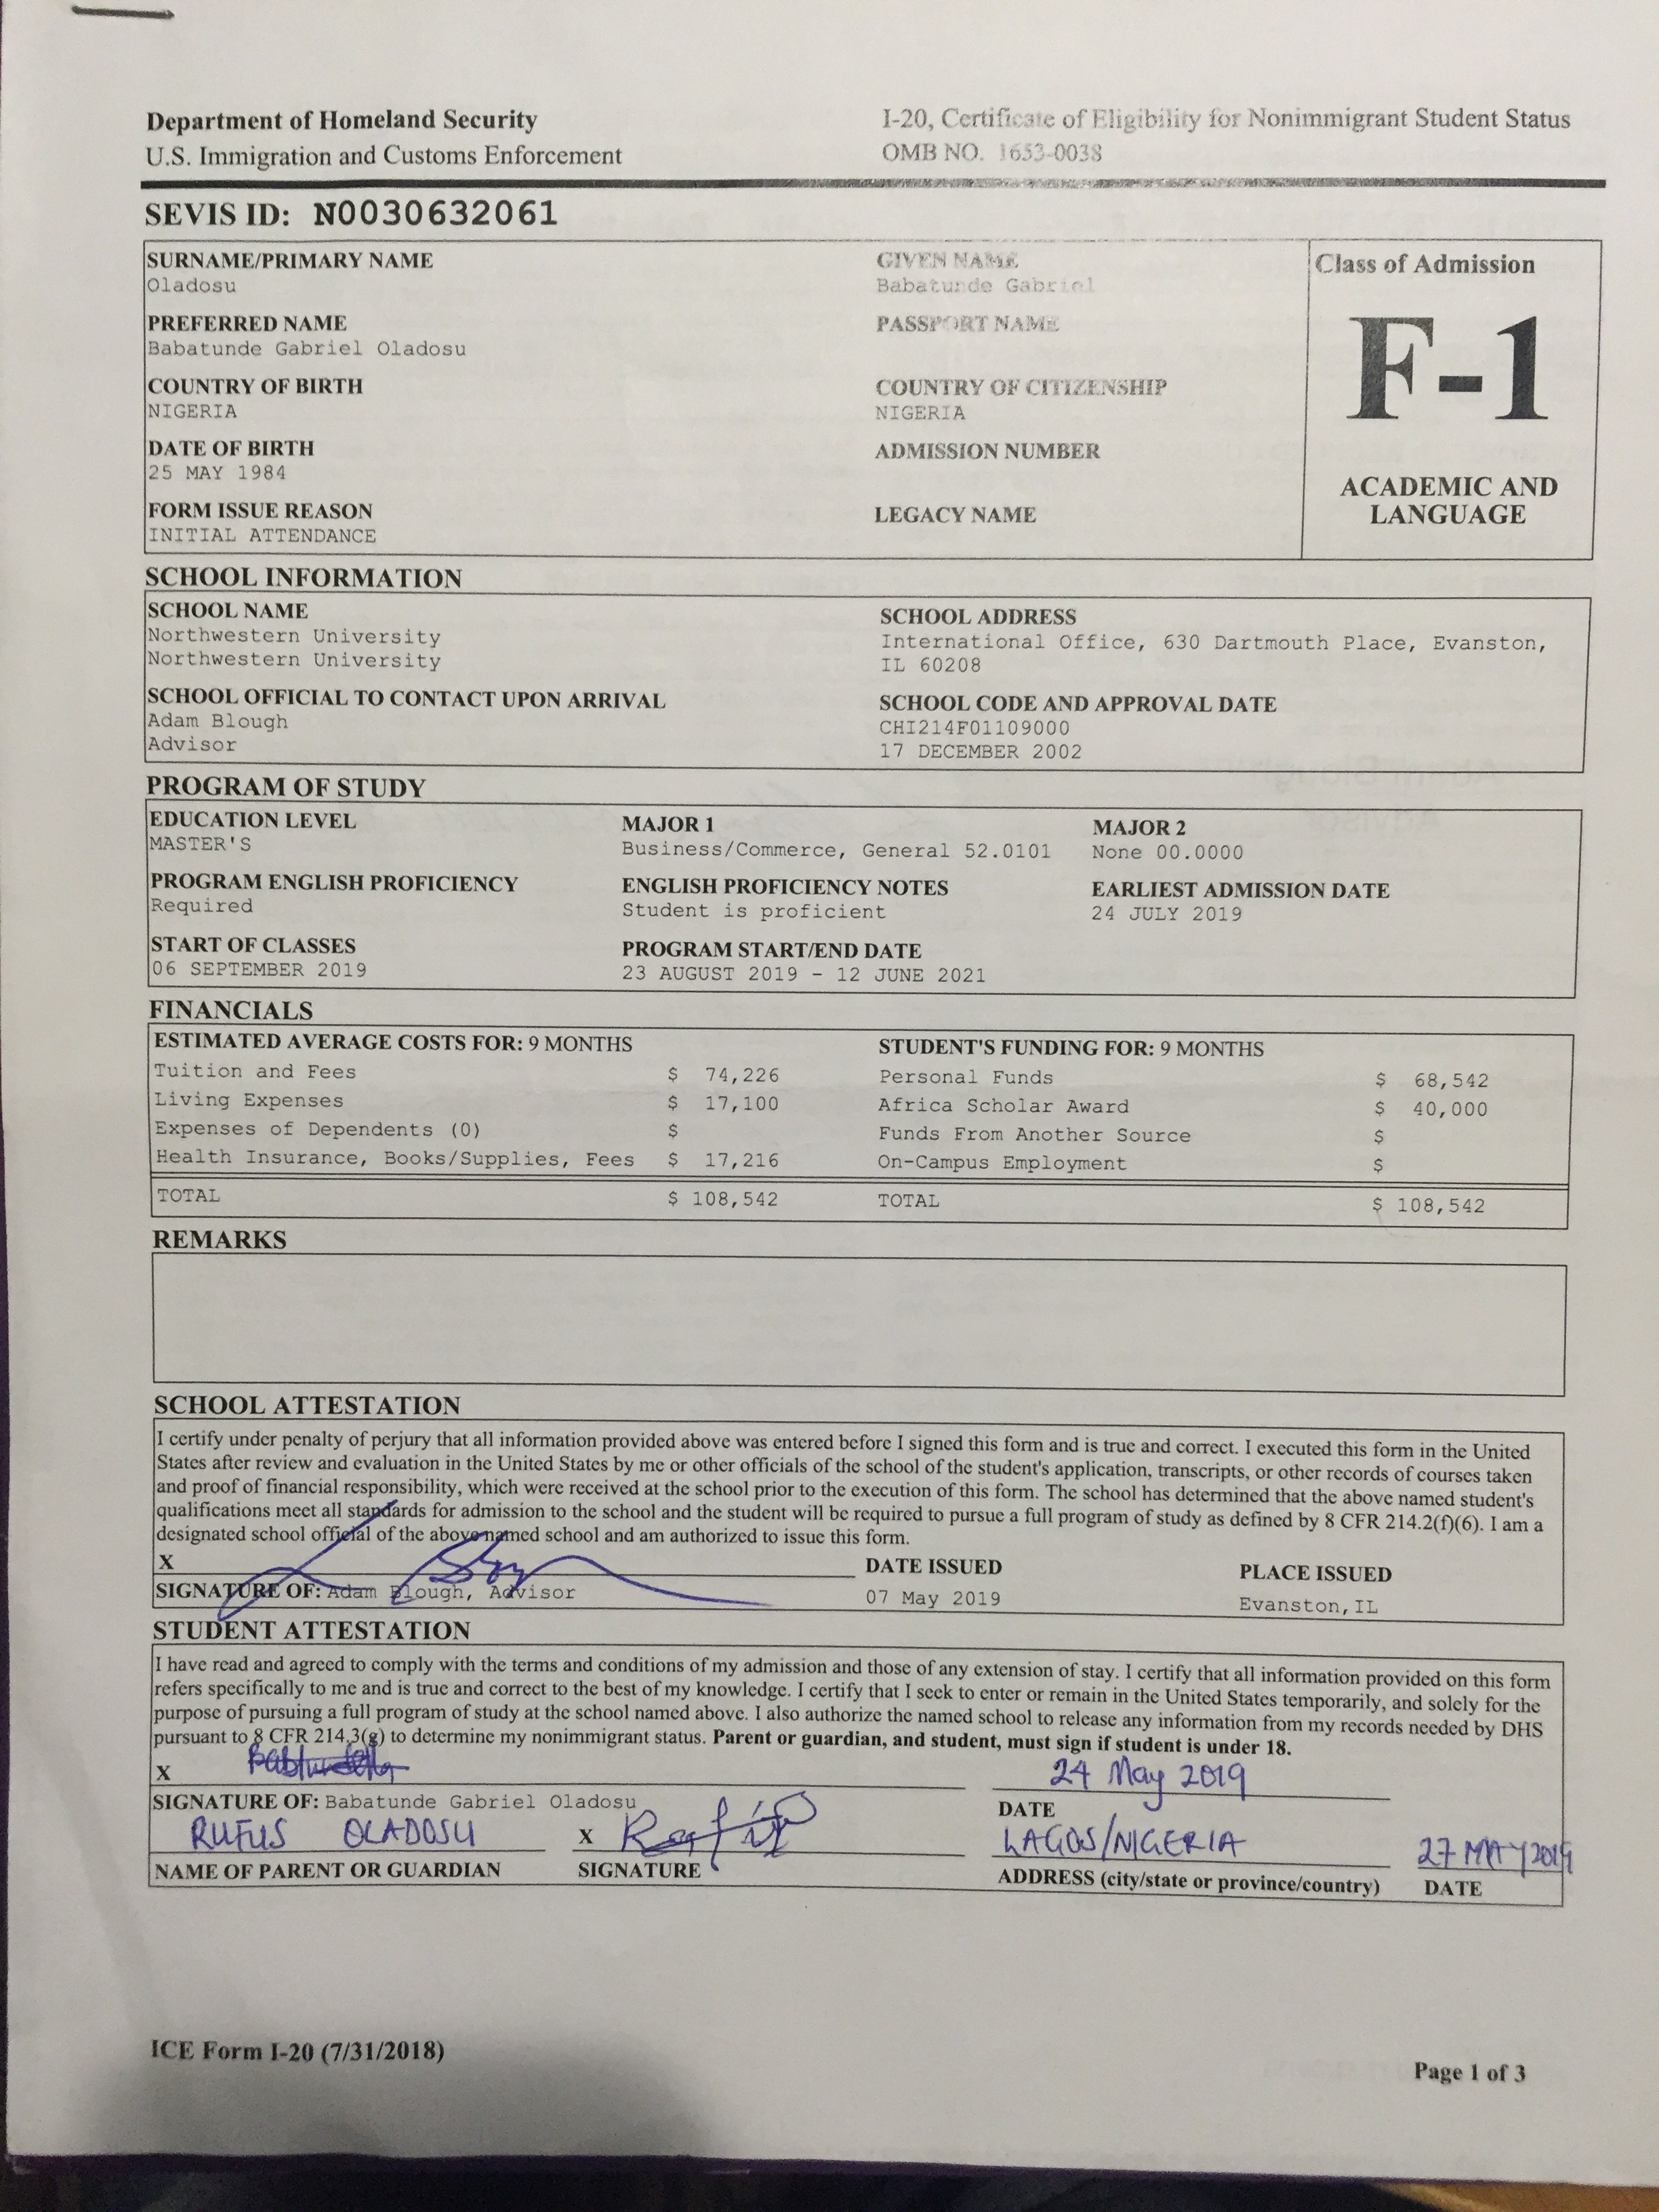 Department of Homeland Security
U.S. Immigration and Customs Enforcement
I-20, Certificate of Eligibility for Nonimmigrant Student Status
OMB NO. 1653-0038
SEVIS ID: N0030632061
SURNAME/PRIMARY NAME
Oladosu
GIVEN NAME
Babatunde Gabriel
Class of Admission
F-1
ACADEMIC AND
LANGUAGE
PREFERRED NAME
Babatunde Gabriel Oladosu
PASSPORT NAME
COUNTRY OF BIRTH
NIGERIA
COUNTRY OF CITIZENSHIP
NIGERIA
DATE OF BIRTH
25 MAY 1984
ADMISSION NUMBER
FORM ISSUE REASON
INITIAL ATTENDANCE
LEGACY NAME
SCHOOL INFORMATION
SCHOOL NAME
Northwestern University
Northwestern University
SCHOOL ADDRESS
International Office, 630 Dartmouth Place, Evanston,
IL 60208
SCHOOL OFFICIAL TO CONTACT UPON ARRIVAL
Adam Blough
Advisor
SCHOOL CODE AND APPROVAL DATE
CHI214F01109000
17 DECEMBER 2002
PROGRAM OF STUDY
EDUCATION LEVEL
MASTER'S
MAJOR 1
Business/Commerce, General 52.0101
MAJOR 2
None 00.0000
PROGRAM ENGLISH PROFICIENCY
Required
ENGLISH PROFICIENCY NOTES
Student is proficient
EARLIEST ADMISSION DATE
24 JULY 2019
START OF CLASSES
06 SEPTEMBER 2019
PROGRAM START/END DATE
23 AUGUST 2019 - 12 JUNE 2021
FINANCIALS
ESTIMATED AVERAGE COSTS FOR: 9 MONTHS
Tuition and Fees $ 74,226
Living Expenses $ 17,100
Expenses of Dependents (0) $
Health Insurance, Books/Supplies, Fees $ 17,216
TOTAL $ 108,542
STUDENT'S FUNDING FOR: 9 MONTHS
Personal Funds $ 68,542
Africa Scholar Award $ 40,000
Funds From Another Source $
On-Campus Employment $
TOTAL $ 108,542
REMARKS
SCHOOL ATTESTATION
I certify under penalty of perjury that all information provided above was entered before I signed this form and is true and correct. I executed this form in the United
States after review and evaluation in the United States by me or other officials of the school of the student's application, transcripts, or other records of courses taken
and proof of financial responsibility, which were received at the school prior to the execution of this form. The school has determined that the above named student's
qualifications meet all standards for admission to the school and the student will be required to pursue a full program of study as defined by 8 CFR 214.2(f)(6). I am a
designated school official of the above named school and am authorized to issue this form.
X
SIGNATURE OF: Adam Blough, Advisor
DATE ISSUED
07 May 2019
PLACE ISSUED
Evanston, IL
STUDENT ATTESTATION
I have read and agreed to comply with the terms and conditions of my admission and those of any extension of stay. I certify that all information provided on this form
refers specifically to me and is true and correct to the best of my knowledge. I certify that I seek to enter or remain in the United States temporarily, and solely for the
purpose of pursuing a full program of study at the school named above. I also authorize the named school to release any information from my records needed by DHS
pursuant to 8 CFR 214.3(g) to determine my nonimmigrant status. Parent or guardian, and student, must sign if student is under 18.
X
24 May 2019
SIGNATURE OF: Babatunde Gabriel Oladosu
DATE
RUFUS OLADOSU
X
LAGOS/NIGERIA
27 MAY 2019
NAME OF PARENT OR GUARDIAN
SIGNATURE
ADDRESS (city/state or province/country)
DATE
ICE Form I-20 (7/31/2018)
Page 1 of 3